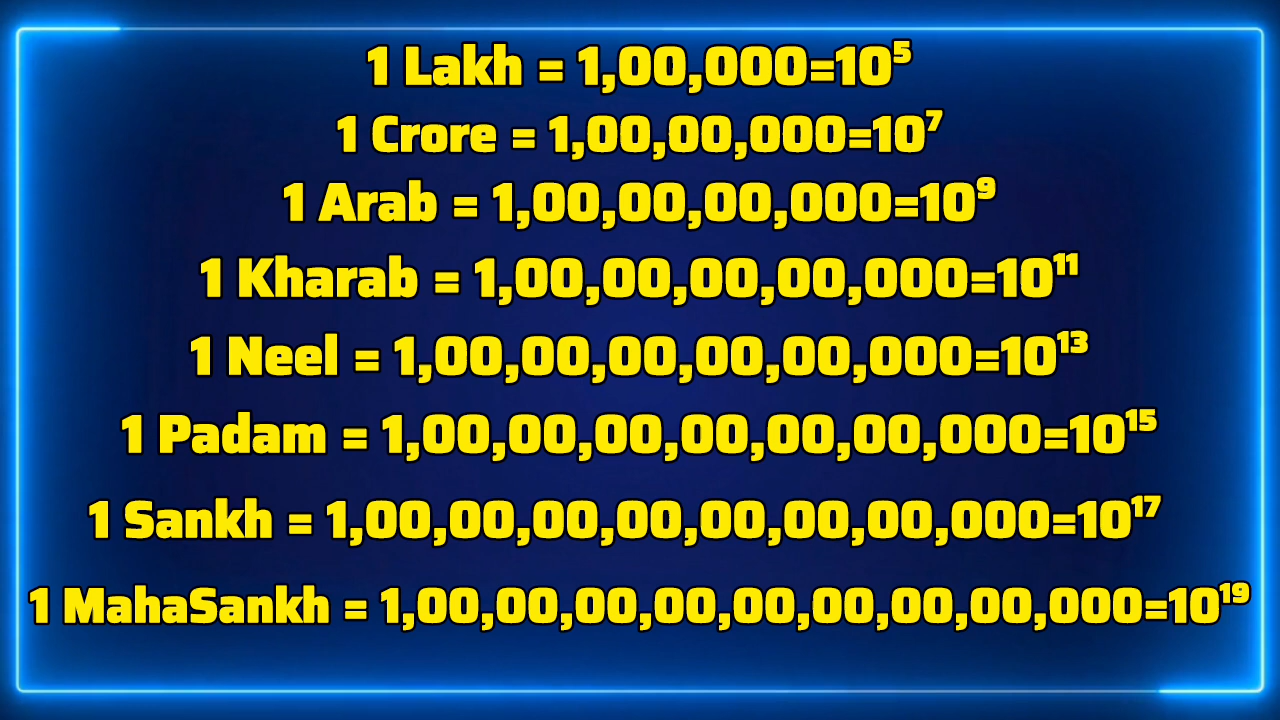 1 Lakh = 1,00,000=10⁵
1 Crore = 1,00,00,000=10⁷
1 Arab = 1,00,00,00,000=10⁹
1 Kharab = 1,00,00,00,00,000=10¹¹
1 Neel = 1,00,00,00,00,00,000=10¹³
1 Padam = 1,00,00,00,00,00,00,000=10¹⁵
1 Sankh = 1,00,00,00,00,00,00,00,000=10¹⁷
1 MahaSankh = 1,00,00,00,00,00,00,00,00,000=10¹⁹